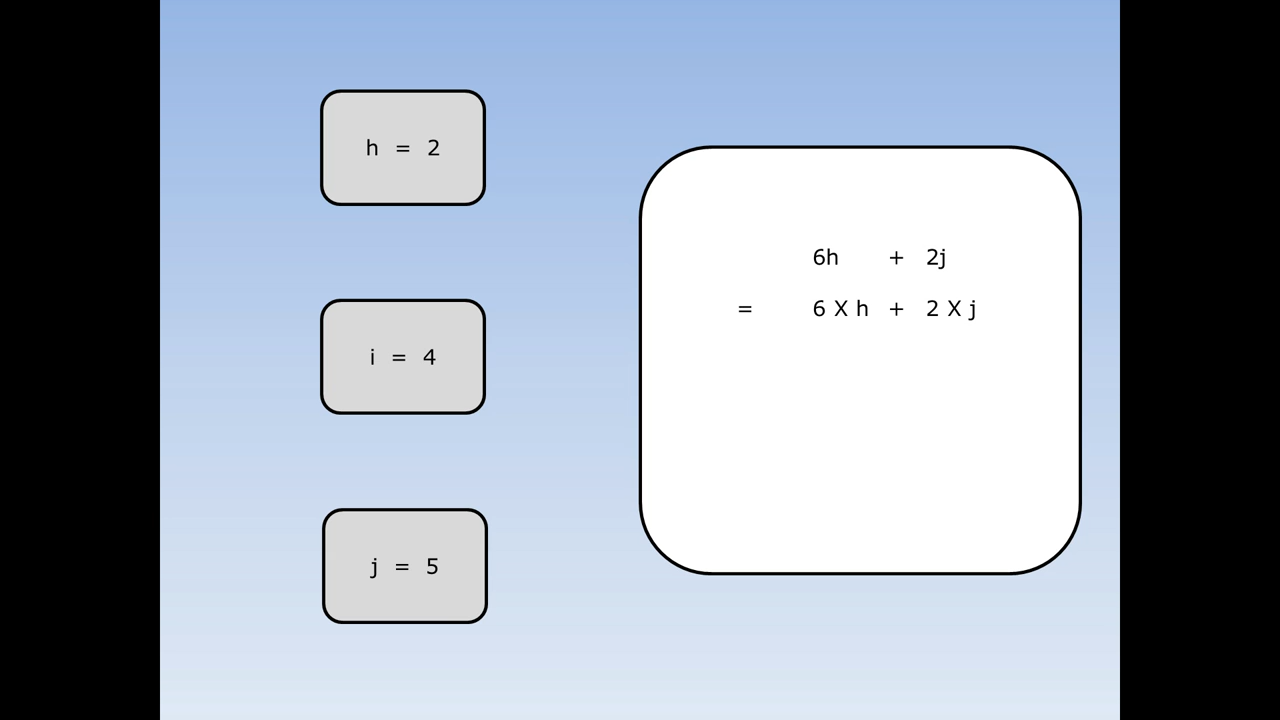 h = 2
i = 4
j = 5
6h + 2j
= 6 X h + 2 X j